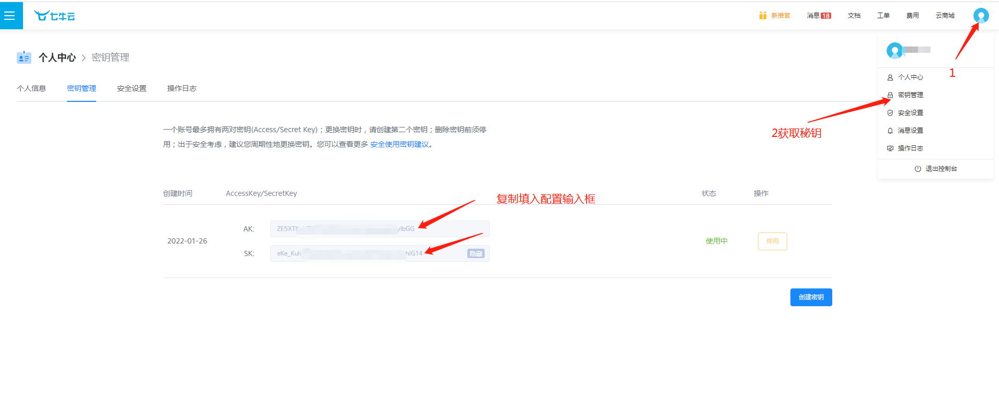 七牛云
新推官
消息 18
文档
工单
费用
云商城
个人中心 > 密钥管理
1
个人中心
密钥管理
安全设置
消息设置
操作日志
退出控制台
2获取秘钥
个人信息
密钥管理
安全设置
操作日志
一个账号最多拥有两对密钥(Access/Secret Key)；更换密钥时，请创建第二个密钥；删除密钥前须停
用；出于安全考虑，建议您周期性地更换密钥。您可以查看更多 安全使用密钥建议。
创建时间
AccessKey/SecretKey
状态
操作
复制填入配置输入框
2022-01-26
AK:
SK:
隐藏
使用中
停用
创建密钥